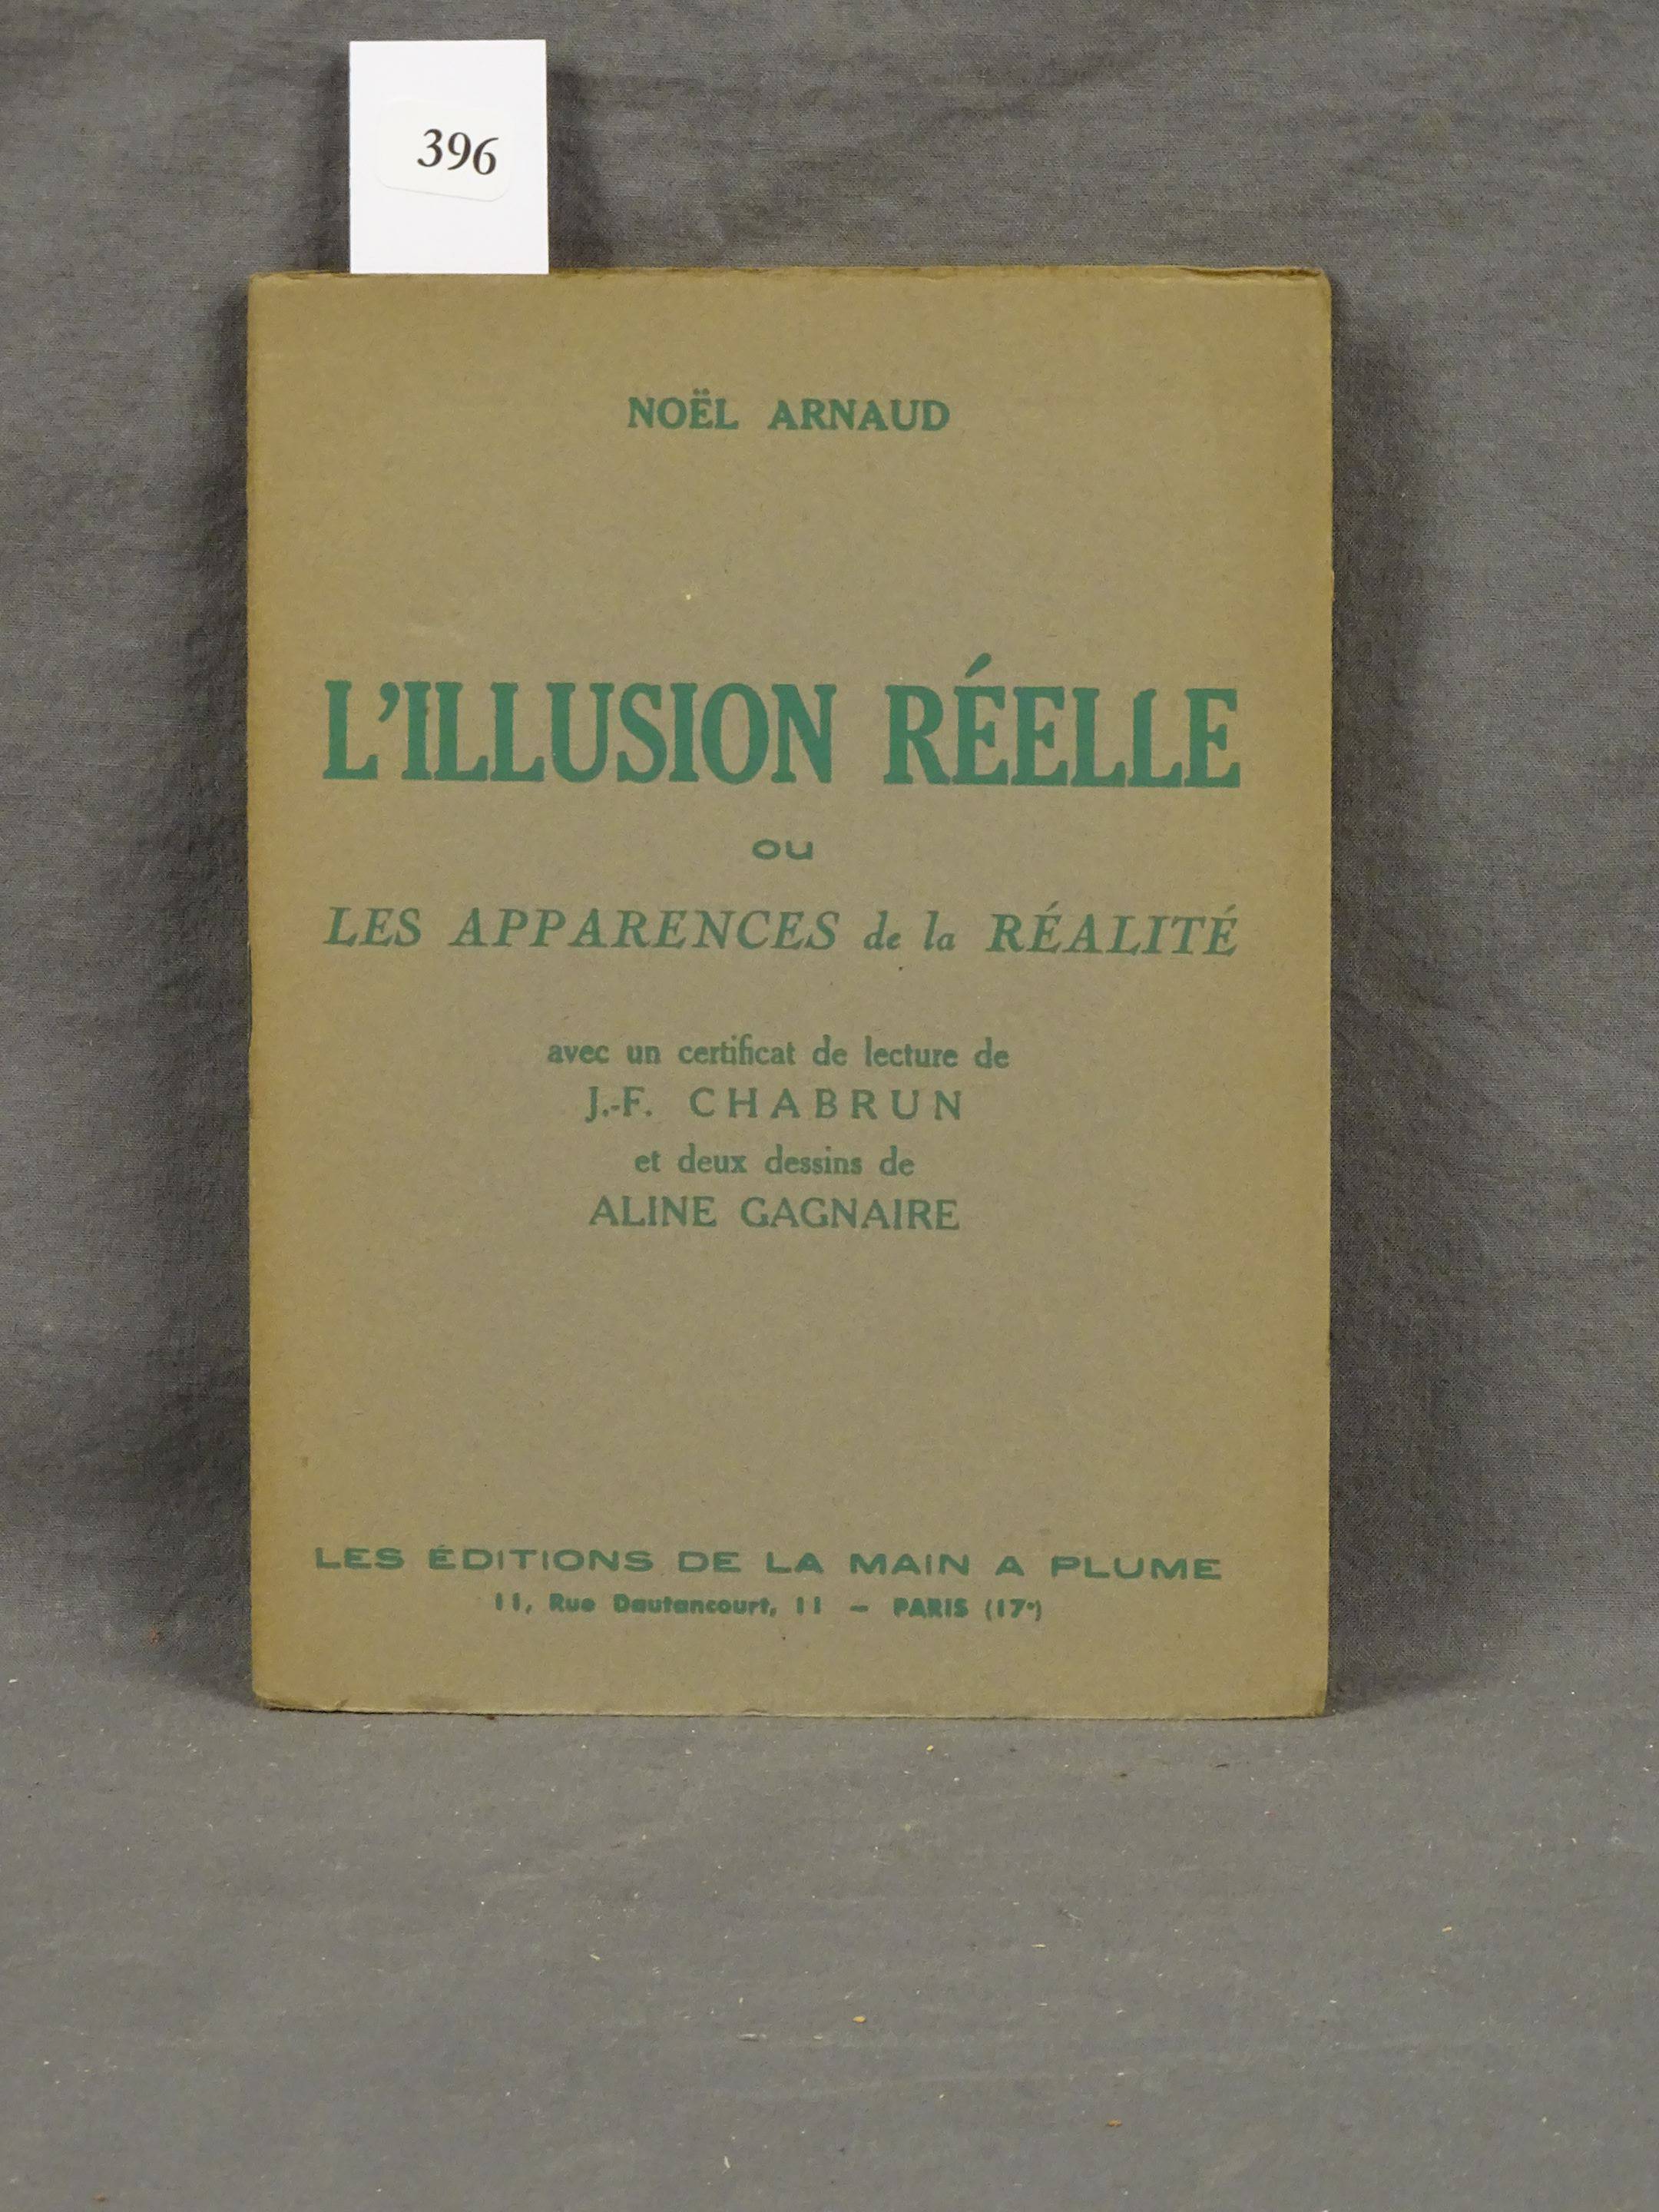 396
NOËL ARNAUD
L'ILLUSION RÉELLE
OU
LES APPARENCES de la RÉALITÉ
avec un certificat de lecture de
J.-F. CHABRUN
et deux dessins de
ALINE GAGNAIRE
LES ÉDITIONS DE LA MAIN A PLUME
11, Rue Dautancourt, 11 - PARIS (17e)